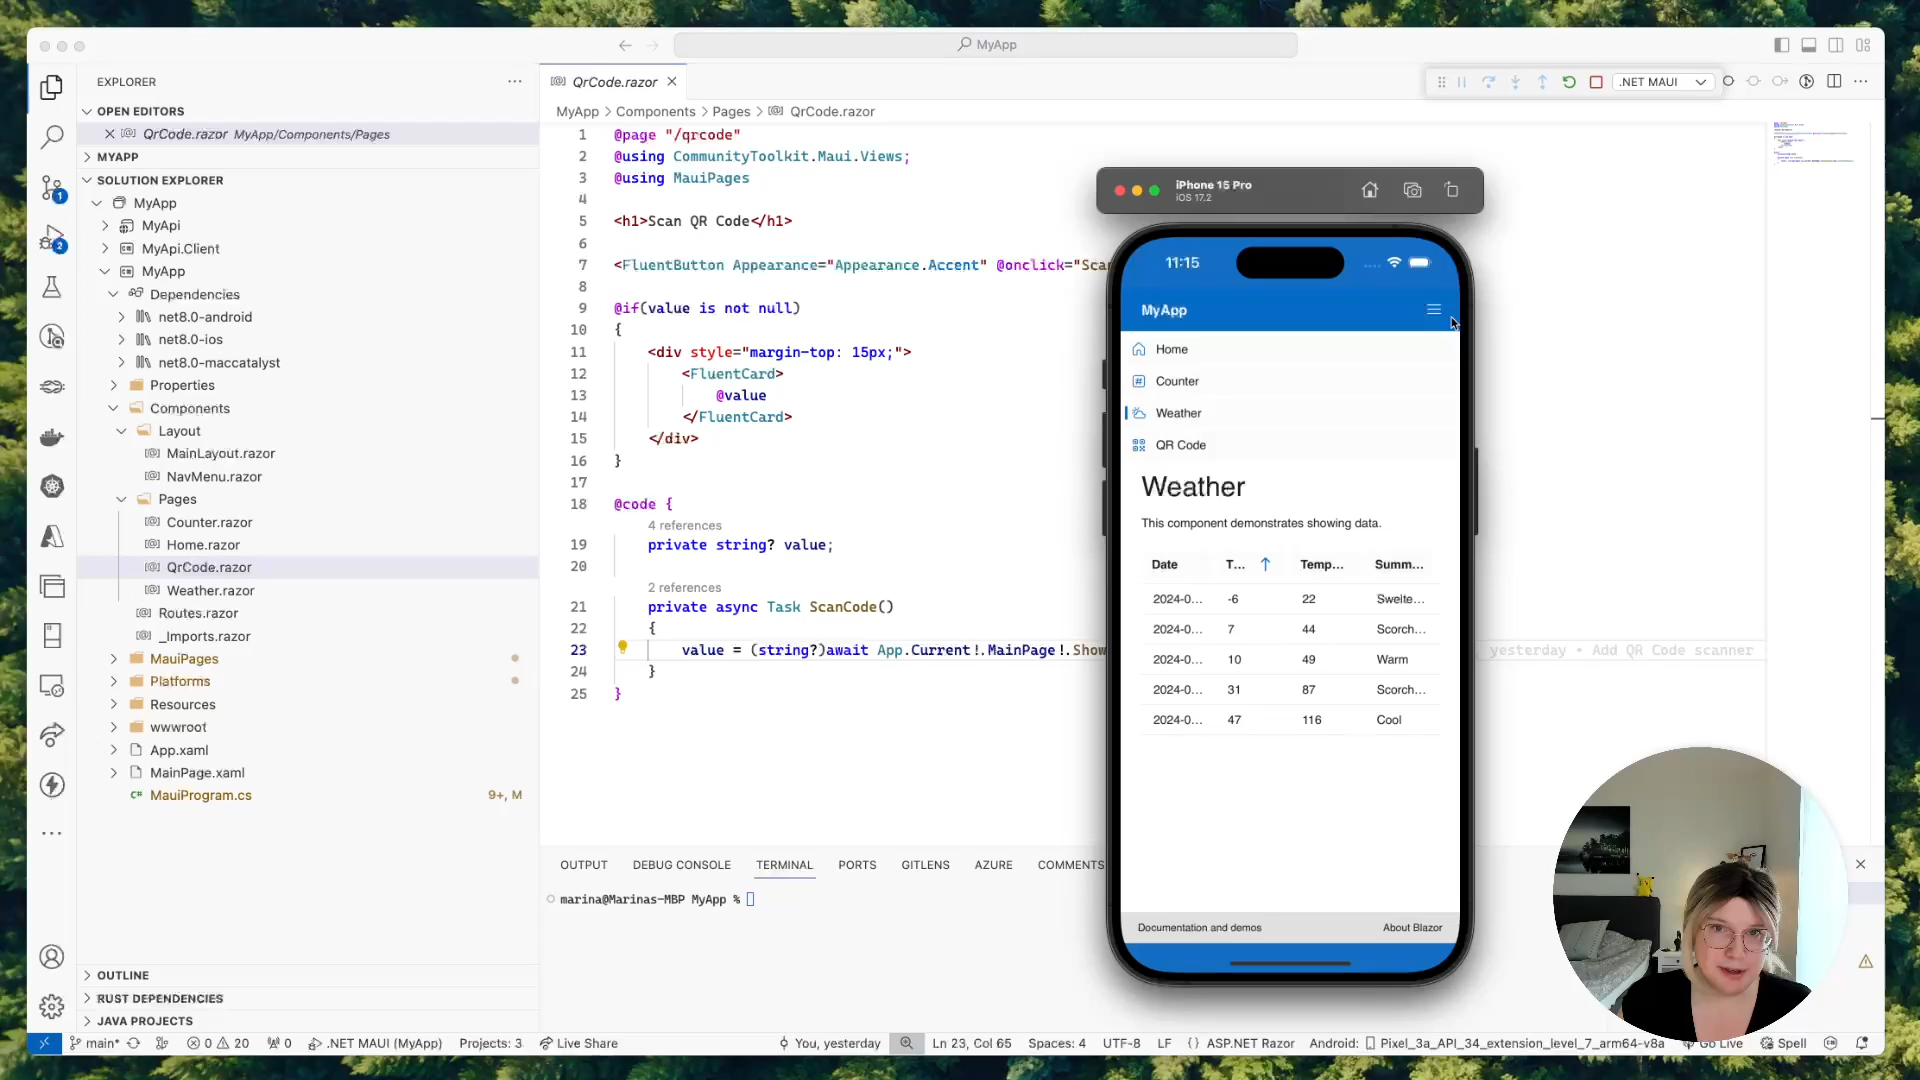 MyApp
EXPLORER
OPEN EDITORS
QrCode.razor MyApp/Components/Pages
MYAPP
SOLUTION EXPLORER
MyApp
MyApi
MyApi.Client
MyApp
Dependencies
net8.0-android
net8.0-ios
net8.0-maccatalyst
Properties
Components
Layout
MainLayout.razor
NavMenu.razor
Pages
Counter.razor
Home.razor
QrCode.razor
Weather.razor
Routes.razor
_Imports.razor
MauiPages
Platforms
Resources
wwwroot
App.xaml
MainPage.xaml
C# MauiProgram.cs 9+, M
OUTLINE
RUST DEPENDENCIES
JAVA PROJECTS
1
2
QrCode.razor
.NET MAUI
MyApp > Components > Pages > QrCode.razor
1 @page "/qrcode"
2 @using CommunityToolkit.Maui.Views;
3 @using MauiPages
4
5 <h1>Scan QR Code</h1>
6
7 <FluentButton Appearance="Appearance.Accent" @onclick="Scan
8
9 @if(value is not null)
10 {
11 <div style="margin-top: 15px;">
12 <FluentCard>
13 @value
14 </FluentCard>
15 </div>
16 }
17
18 @code {
4 references
19 private string? value;
20
2 references
21 private async Task ScanCode()
22 {
23 value = (string?)await App.Current!.MainPage!.Show
yesterday • Add QR Code scanner
24 }
25 }
OUTPUT DEBUG CONSOLE TERMINAL PORTS GITLENS AZURE COMMENTS
marina@Marinas-MBP MyApp %
iPhone 15 Pro
iOS 17.2
11:15
MyApp
Home
Counter
Weather
QR Code
Weather
This component demonstrates showing data.
Date T... Temp... Summ...
2024-0... -6 22 Swelte...
2024-0... 7 44 Scorch...
2024-0... 10 49 Warm
2024-0... 31 87 Scorch...
2024-0... 47 116 Cool
Documentation and demos About Blazor
main* 0 20 0 .NET MAUI (MyApp) Projects: 3 Live Share You, yesterday Ln 23, Col 65 Spaces: 4 UTF-8 LF {} ASP.NET Razor Android: Pixel_3a_API_34_extension_level_7_arm64-v8a Go Live Spell